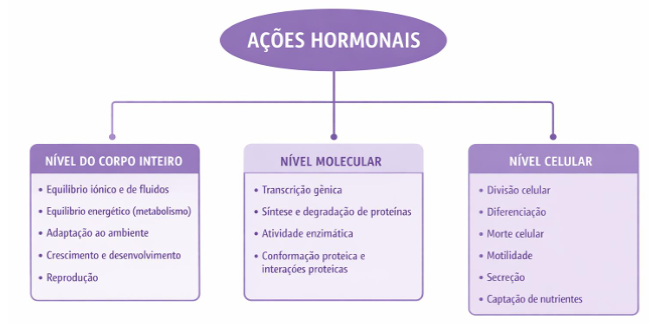 AÇÕES HORMONAIS
NÍVEL DO CORPO INTEIRO
• Equilíbrio iónico e de fluidos
• Equilíbrio energético (metabolismo)
• Adaptação ao ambiente
• Crescimento e desenvolvimento
• Reprodução
NÍVEL MOLECULAR
• Transcrição gênica
• Síntese e degradação de proteínas
• Atividade enzimática
• Conformação proteica e
interações proteicas
NÍVEL CELULAR
• Divisão celular
• Diferenciação
• Morte celular
• Motilidade
• Secreção
• Captação de nutrientes